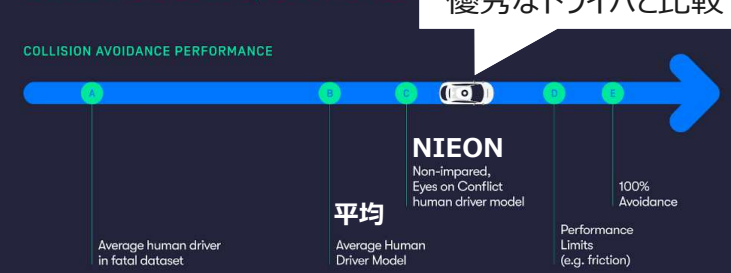 優秀なドライバと比較
COLLISION AVOIDANCE PERFORMANCE
A
B
C
D
E
NIEON
Non-impared,
Eyes on Conflict
human driver model
100%
Avoidance
平均
Average human driver
in fatal dataset
Average Human
Driver Model
Performance
Limits
(e.g. friction)